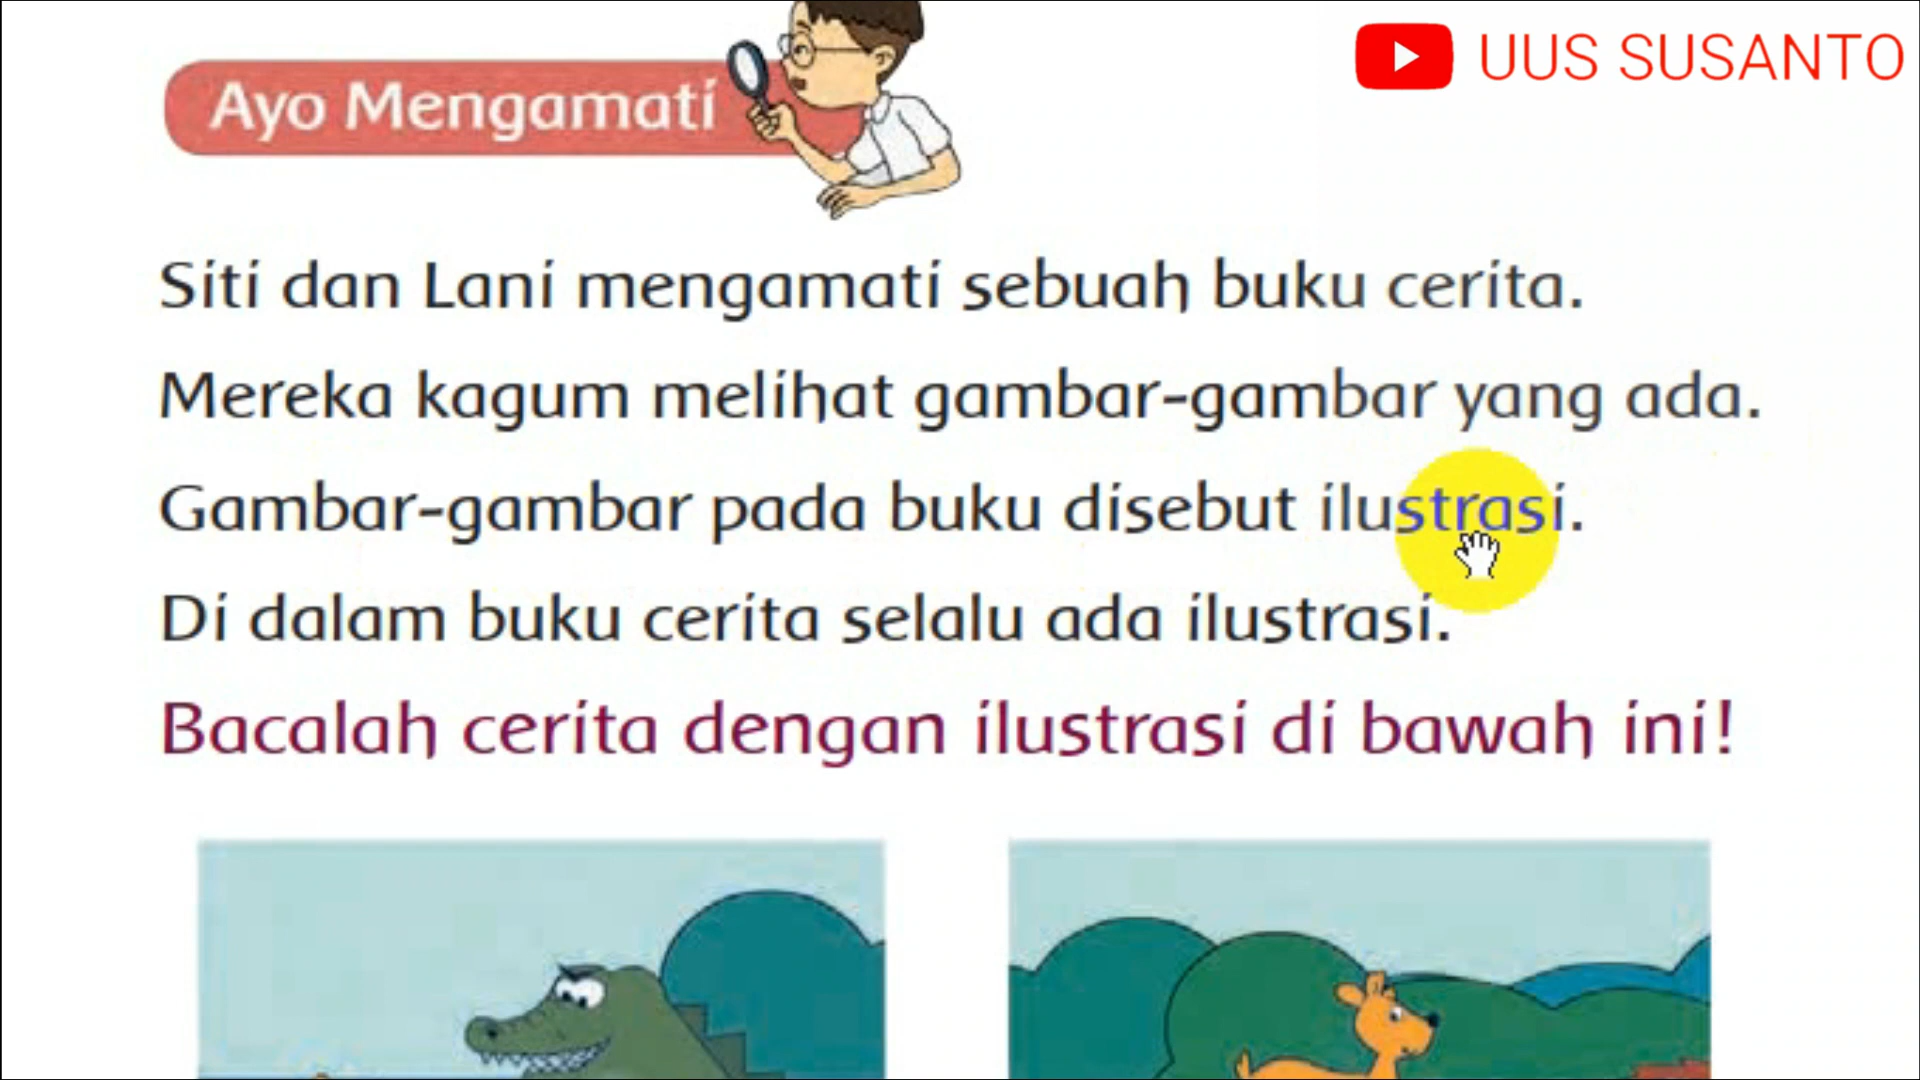 UUS SUSANTO
Ayo Mengamati
Siti dan Lani mengamati sebuah buku cerita.
Mereka kagum melihat gambar-gambar yang ada.
Gambar-gambar pada buku disebut ilustrasi.
Di dalam buku cerita selalu ada ilustrasi.
Bacalah cerita dengan ilustrasi di bawah ini!